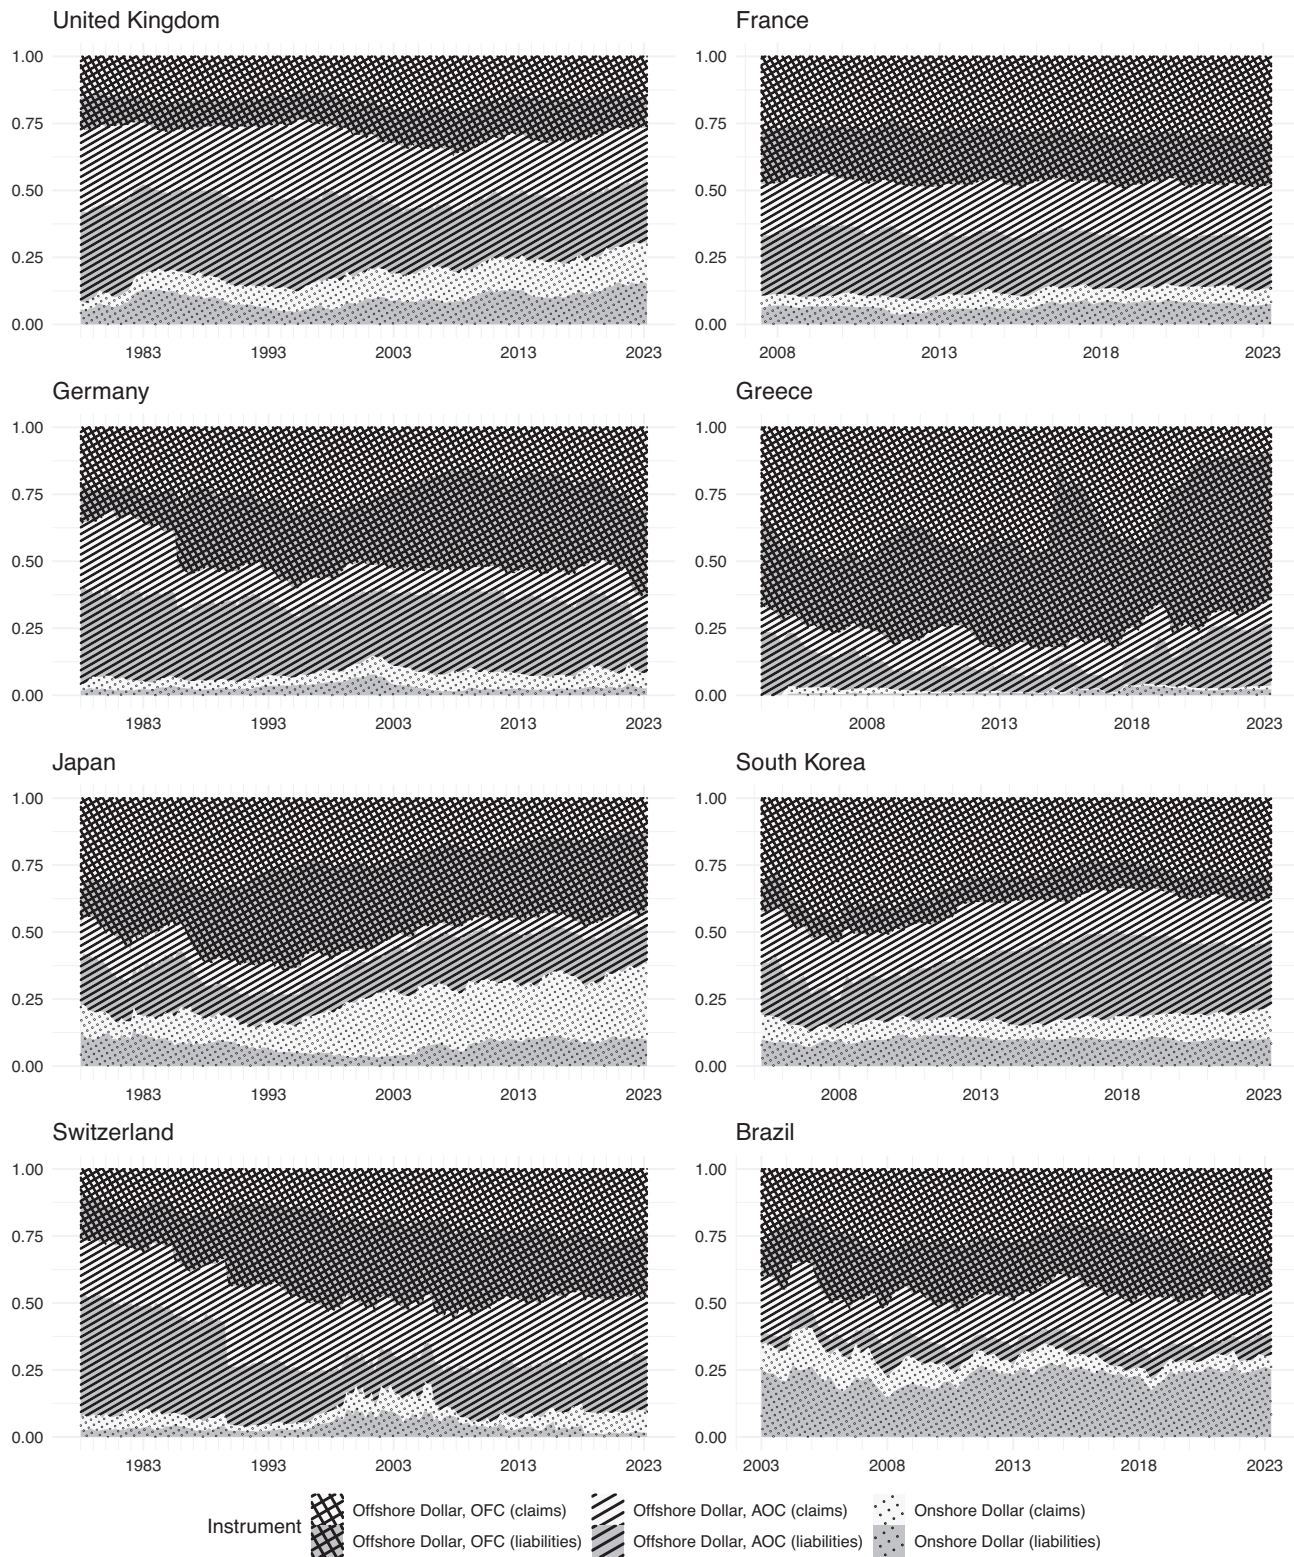 United Kingdom
1.00
0.75
0.50
0.25
0.00
1983 1993 2003 2013 2023
France
1.00
0.75
0.50
0.25
0.00
2008 2013 2018 2023
Germany
1.00
0.75
0.50
0.25
0.00
1983 1993 2003 2013 2023
Greece
1.00
0.75
0.50
0.25
0.00
2008 2013 2018 2023
Japan
1.00
0.75
0.50
0.25
0.00
1983 1993 2003 2013 2023
South Korea
1.00
0.75
0.50
0.25
0.00
2008 2013 2018 2023
Switzerland
1.00
0.75
0.50
0.25
0.00
1983 1993 2003 2013 2023
Brazil
1.00
0.75
0.50
0.25
0.00
2003 2008 2013 2018 2023
Instrument
Offshore Dollar, OFC (claims)
Offshore Dollar, OFC (liabilities)
Offshore Dollar, AOC (claims)
Offshore Dollar, AOC (liabilities)
Onshore Dollar (claims)
Onshore Dollar (liabilities)